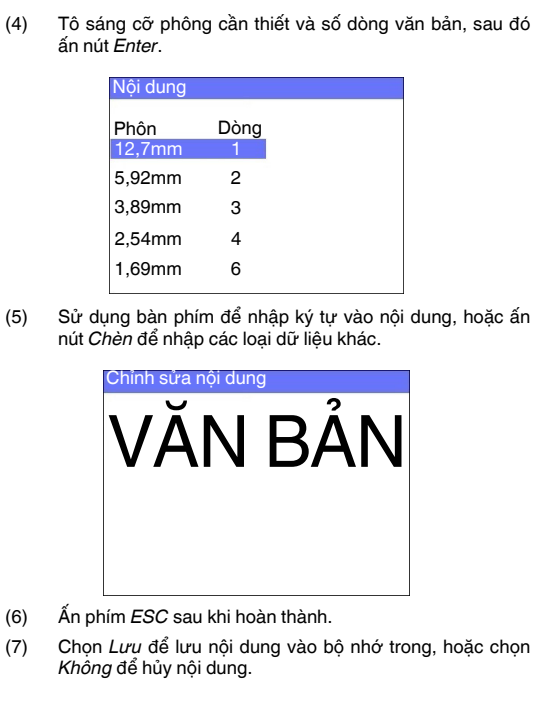 (4) Tô sáng cỡ phông cần thiết và số dòng văn bản, sau đó
ấn nút Enter.
Nội dung
Phôn Dòng
12,7mm 1
5,92mm 2
3,89mm 3
2,54mm 4
1,69mm 6
(5) Sử dụng bàn phím để nhập ký tự vào nội dung, hoặc ấn
nút Chèn để nhập các loại dữ liệu khác.
Chỉnh sửa nội dung
VĂN BẢN
(6) Ấn phím ESC sau khi hoàn thành.
(7) Chọn Lưu để lưu nội dung vào bộ nhớ trong, hoặc chọn
Không để hủy nội dung.